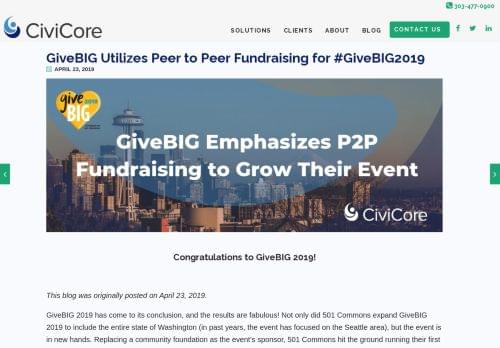 303-477-0900
CiviCore
SOLUTIONS CLIENTS ABOUT BLOG CONTACT US
GiveBIG Utilizes Peer to Peer Fundraising for #GiveBIG2019
APRIL 23, 2019
give 2019
BIG
GiveBIG Emphasizes P2P
Fundraising to Grow Their Event
CiviCore
Congratulations to GiveBIG 2019!
This blog was originally posted on April 23, 2019.
GiveBIG 2019 has come to its conclusion, and the results are fabulous! Not only did 501 Commons expand GiveBIG
2019 to include the entire state of Washington (in past years, the event has focused on the Seattle area), but the event is
in new hands. Replacing a community foundation as the event's sponsor, 501 Commons hit the ground running their first